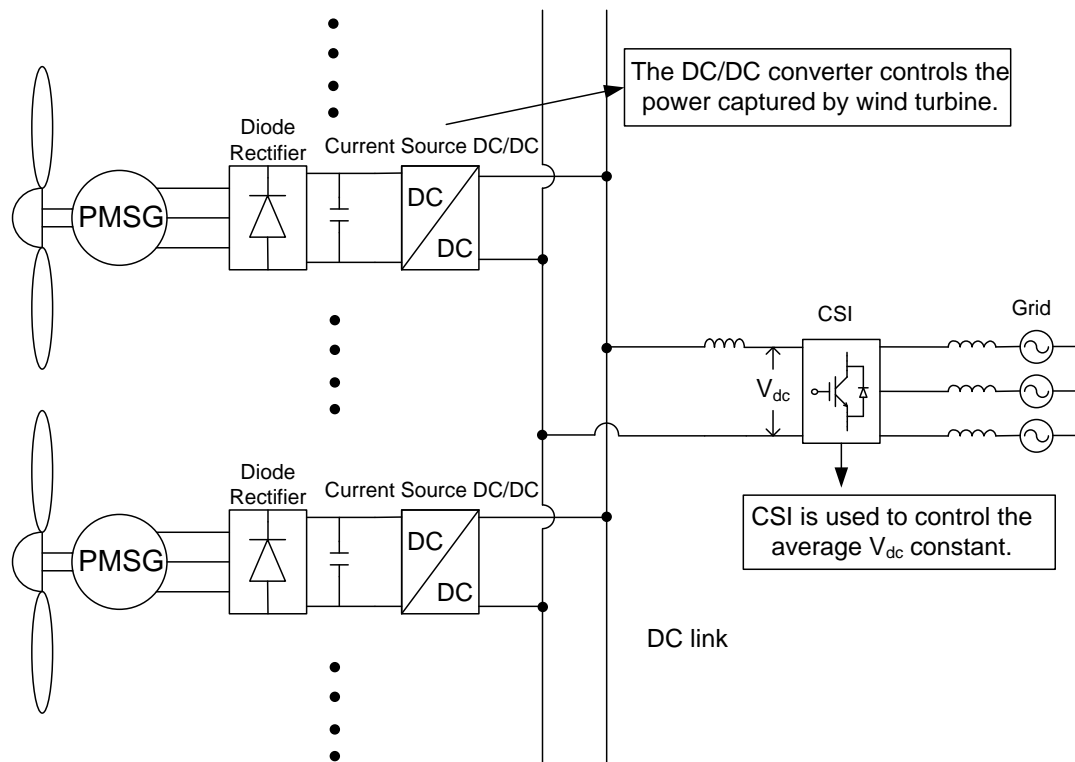 The DC/DC converter controls the
power captured by wind turbine.
Diode
Rectifier
Current Source DC/DC
PMSG
DC
DC
CSI
Grid
Vdc
Diode
Rectifier
Current Source DC/DC
CSI is used to control the
average Vdc constant.
PMSG
DC
DC
DC link